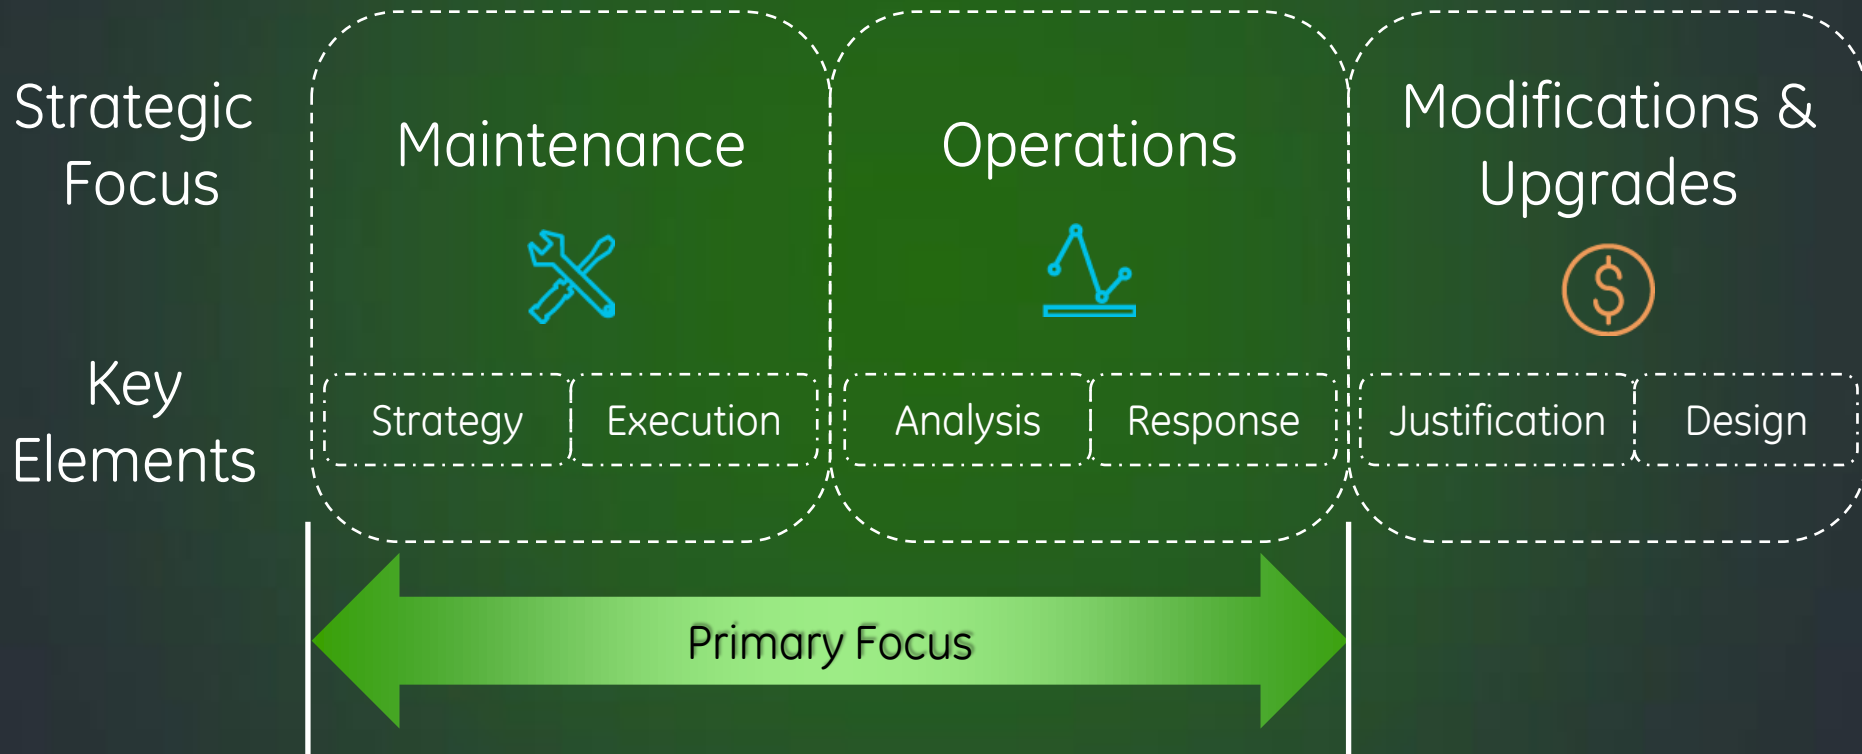 Strategic
Focus
Maintenance
Operations
Modifications &
Upgrades
$
Key
Elements
Strategy
Execution
Analysis
Response
Justification
Design
Primary Focus